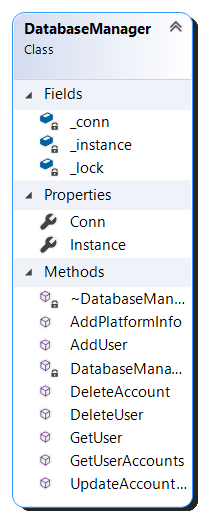 DatabaseManager
Class
Fields
_conn
_instance
_lock
Properties
Conn
Instance
Methods
~DatabaseMan...
AddPlatformInfo
AddUser
DatabaseMana...
DeleteAccount
DeleteUser
GetUser
GetUserAccounts
UpdateAccount...